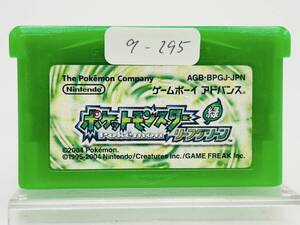 9-295
The Pokémon Company
AGB-BPGJ-JPN
Nintendo
ゲームボーイ アドバンス
ポケットモンスター 緑
POKéMON
リーフグリーン
©2004 Pokémon.
©1995-2004 Nintendo/Creatures inc./GAME FREAK inc.